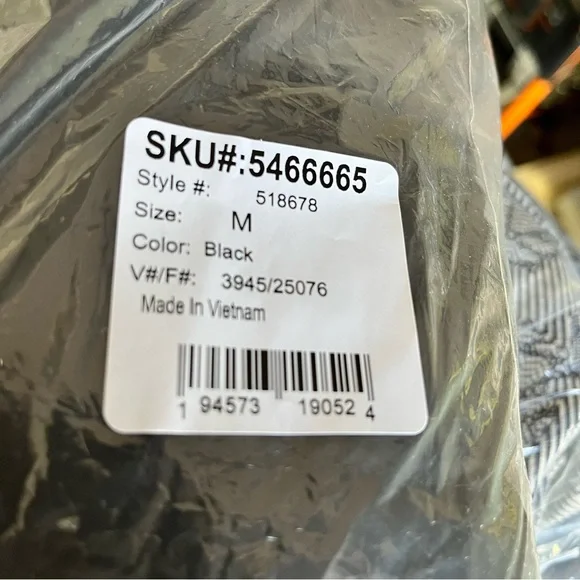 SKU#:5466665
Style #: 518678
Size: M
Color: Black
V#/F#: 3945/25076
Made In Vietnam
1 94573 19052 4